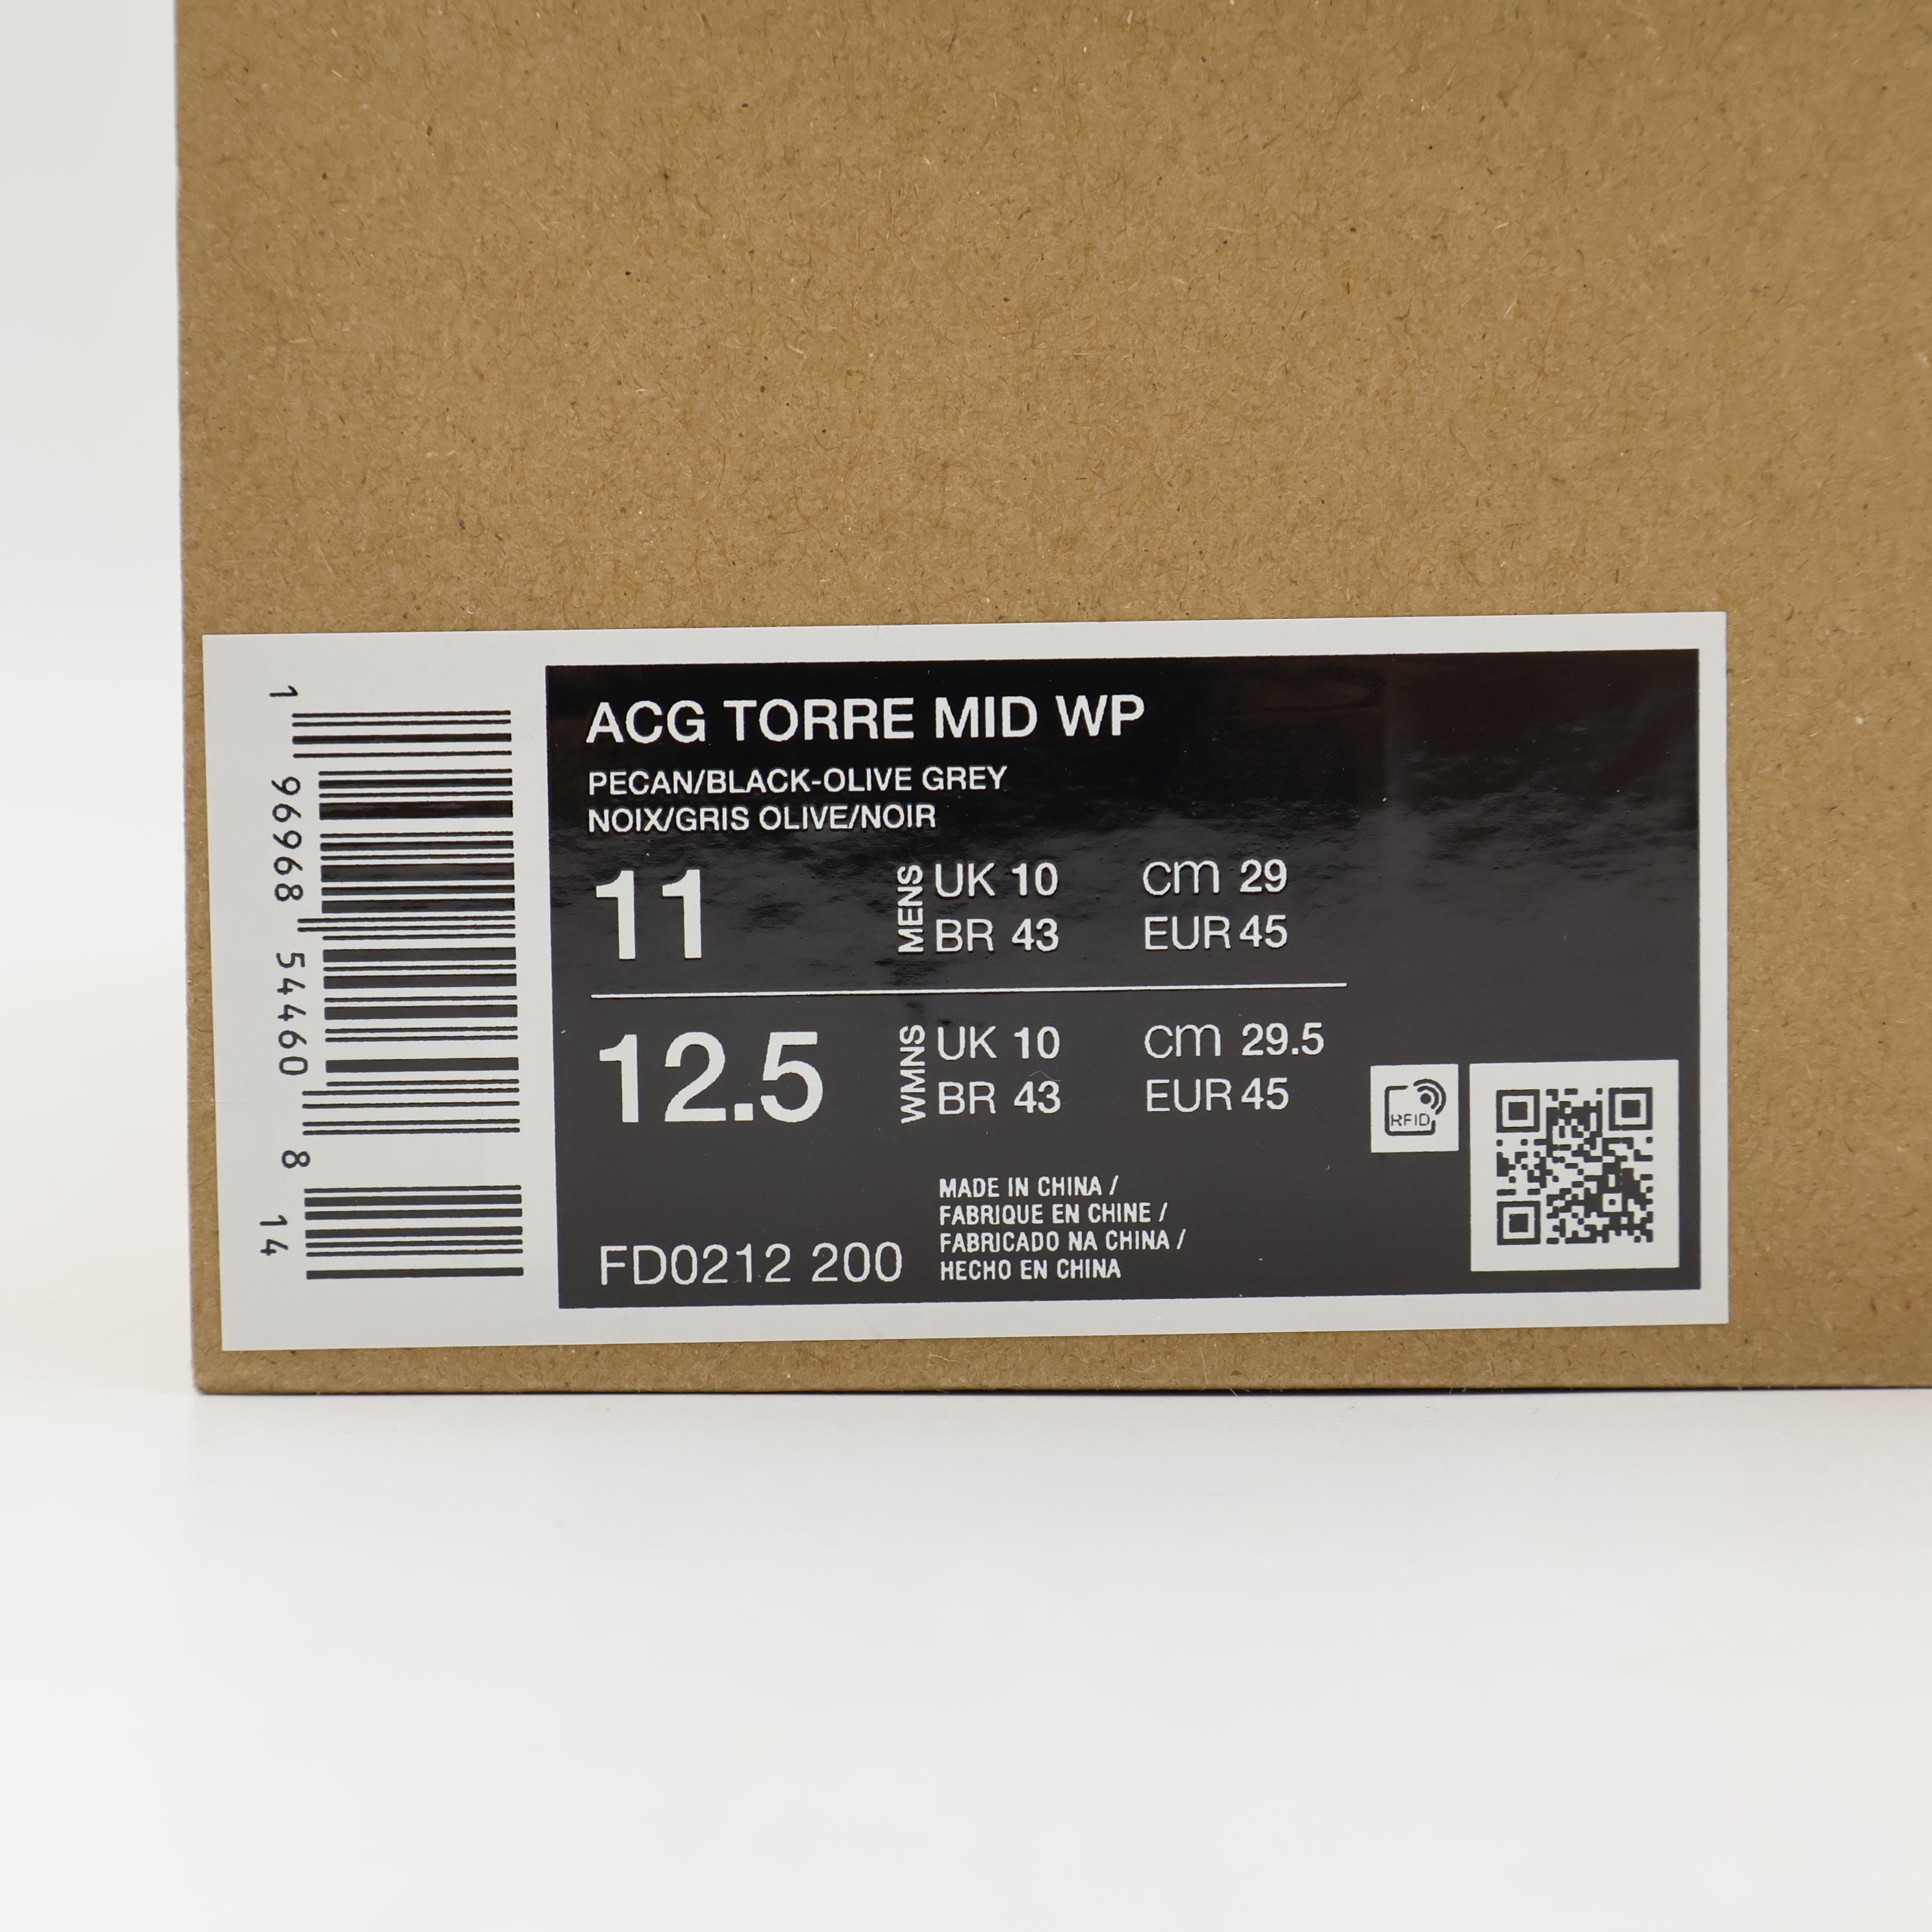 1 96968 54460 8 14
ACG TORRE MID WP
PECAN/BLACK-OLIVE GREY
NOIX/GRIS OLIVE/NOIR
11 MENS UK 10 cm 29
BR 43 EUR 45
12.5 WMNS UK 10 cm 29.5
BR 43 EUR 45
RFID
MADE IN CHINA /
FABRIQUE EN CHINE /
FABRICADO NA CHINA /
HECHO EN CHINA
FD0212 200